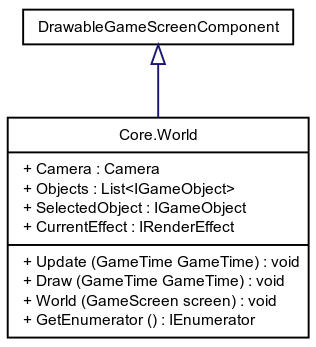 DrawableGameScreenComponent
Core.World
+ Camera : Camera
+ Objects : List<IGameObject>
+ SelectedObject : IGameObject
+ CurrentEffect : IRenderEffect
+ Update (GameTime GameTime) : void
+ Draw (GameTime GameTime) : void
+ World (GameScreen screen) : void
+ GetEnumerator () : IEnumerator